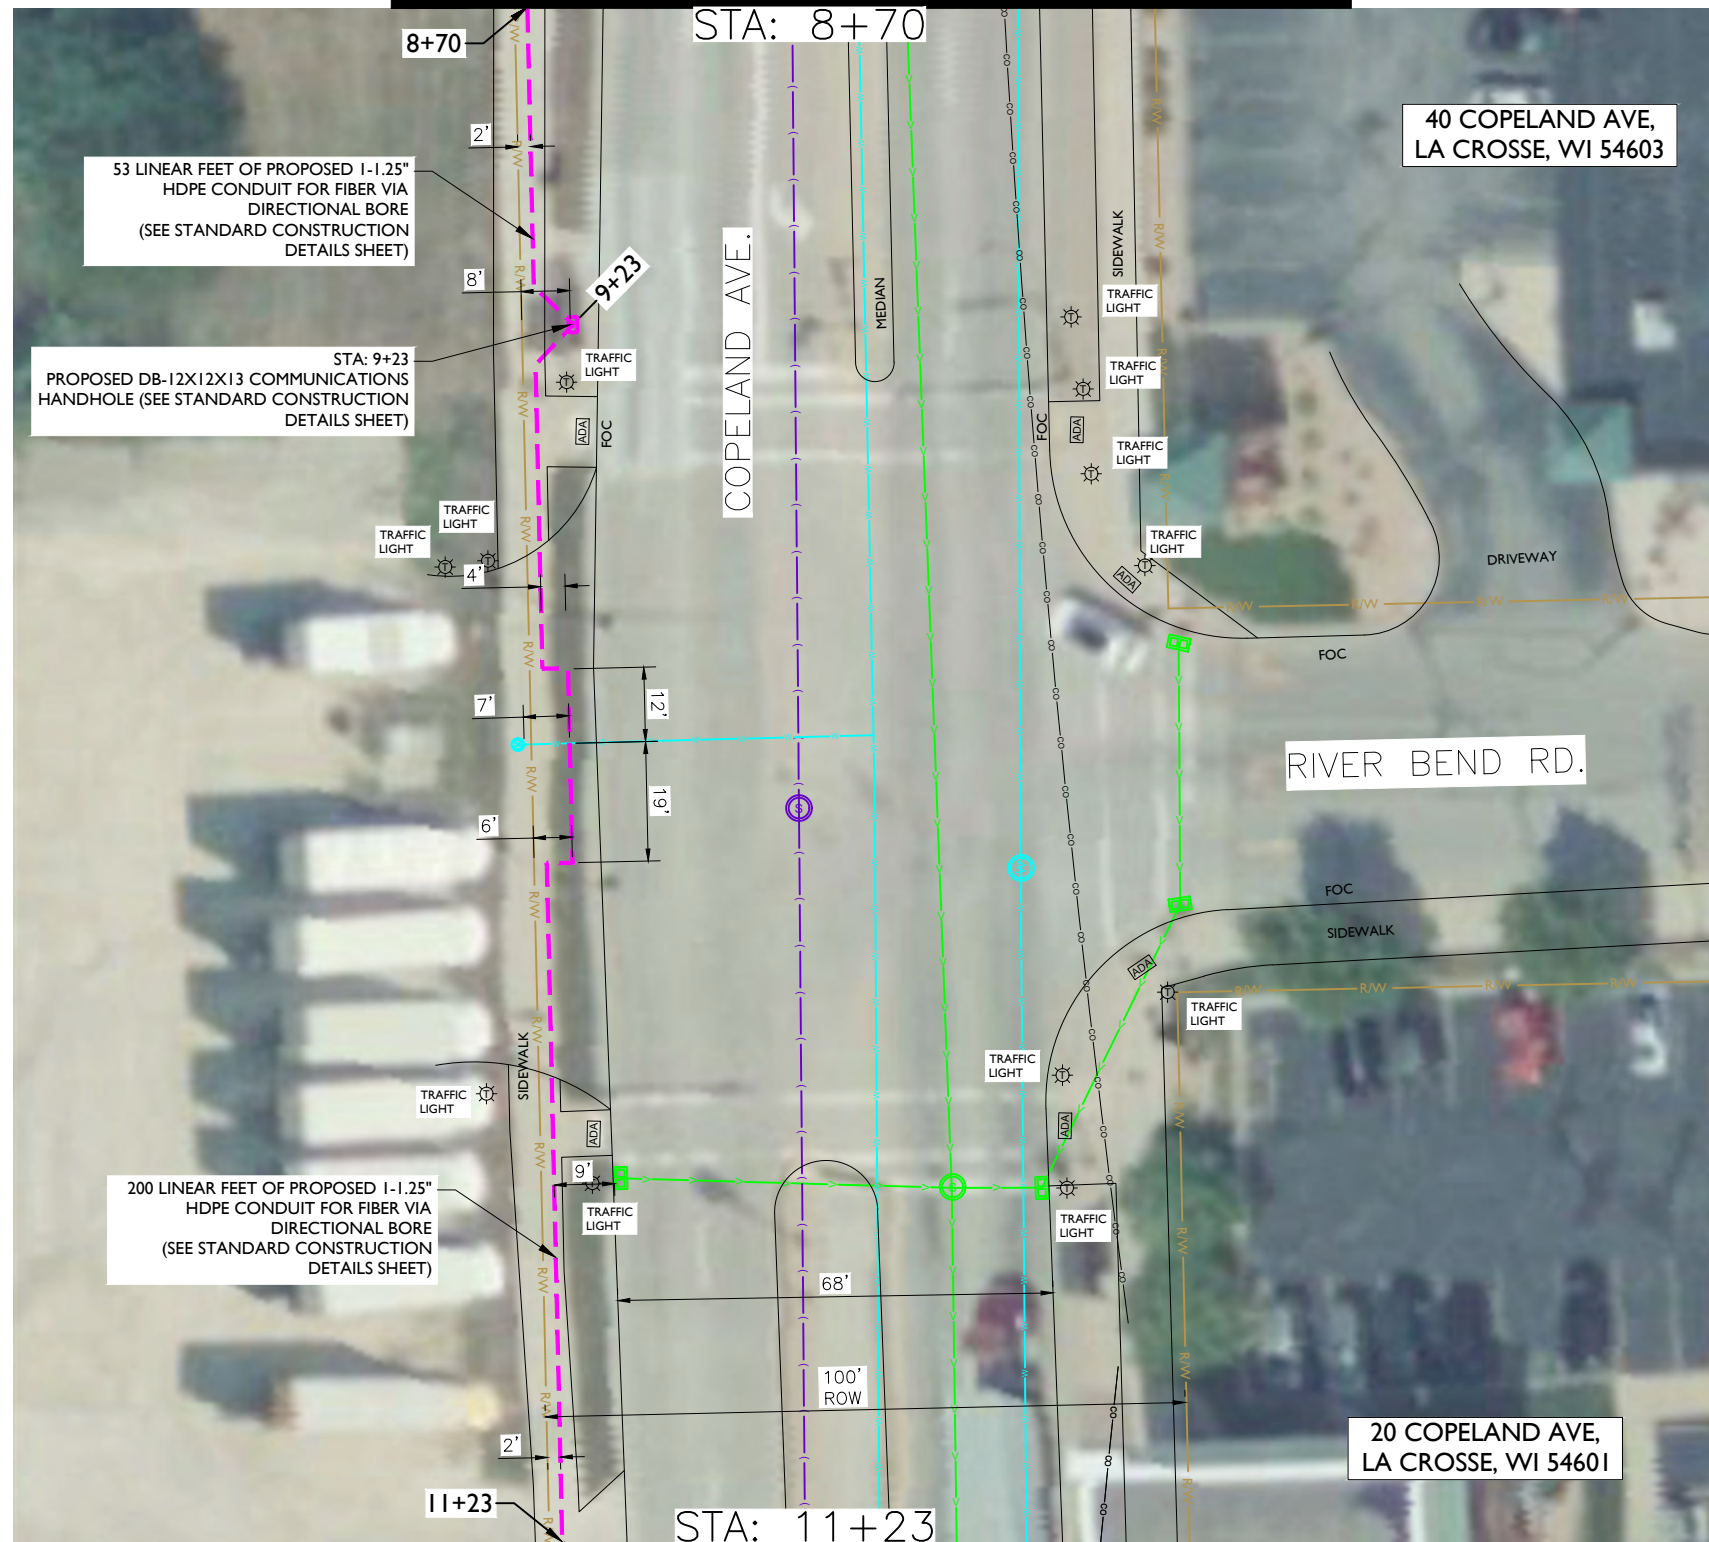 STA: 8+70
8+70
2'
40 COPELAND AVE,
LA CROSSE, WI 54603
53 LINEAR FEET OF PROPOSED 1-1.25"
HDPE CONDUIT FOR FIBER VIA
DIRECTIONAL BORE
(SEE STANDARD CONSTRUCTION
DETAILS SHEET)
8'
9+23
COPELAND AVE.
MEDIAN
SIDEWALK
TRAFFIC
LIGHT
STA: 9+23
PROPOSED DB-12X12X13 COMMUNICATIONS
HANDHOLE (SEE STANDARD CONSTRUCTION
DETAILS SHEET)
TRAFFIC
LIGHT
TRAFFIC
LIGHT
ADA
FOC
FOC
ADA
TRAFFIC
LIGHT
TRAFFIC
LIGHT
TRAFFIC
LIGHT
TRAFFIC
LIGHT
ADA
DRIVEWAY
4'
R/W
R/W
R/W
R/W
FOC
12'
7'
RIVER BEND RD.
19'
6'
S
FOC
SIDEWALK
ADA
R/W
R/W
R/W
R/W
TRAFFIC
LIGHT
SIDEWALK
TRAFFIC
LIGHT
TRAFFIC
LIGHT
ADA
ADA
9'
200 LINEAR FEET OF PROPOSED 1-1.25"
HDPE CONDUIT FOR FIBER VIA
DIRECTIONAL BORE
(SEE STANDARD CONSTRUCTION
DETAILS SHEET)
TRAFFIC
LIGHT
TRAFFIC
LIGHT
68'
100'
ROW
2'
20 COPELAND AVE,
LA CROSSE, WI 54601
11+23
STA: 11+23